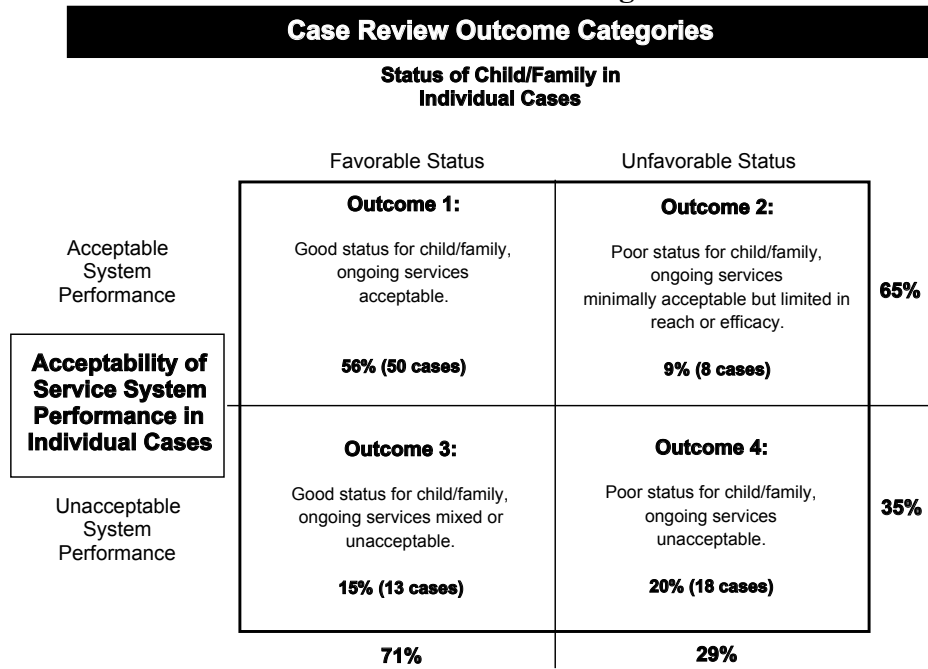 Case Review Outcome Categories
Status of Child/Family in
Individual Cases
Favorable Status
Unfavorable Status
Acceptable
System
Performance
Outcome 1:
Good status for child/family,
ongoing services
acceptable.
56% (50 cases)
Outcome 2:
Poor status for child/family,
ongoing services
minimally acceptable but limited in
reach or efficacy.
9% (8 cases)
65%
Acceptability of
Service System
Performance in
Individual Cases
Unacceptable
System
Performance
Outcome 3:
Good status for child/family,
ongoing services mixed or
unacceptable.
15% (13 cases)
Outcome 4:
Poor status for child/family,
ongoing services
unacceptable.
20% (18 cases)
35%
71%
29%